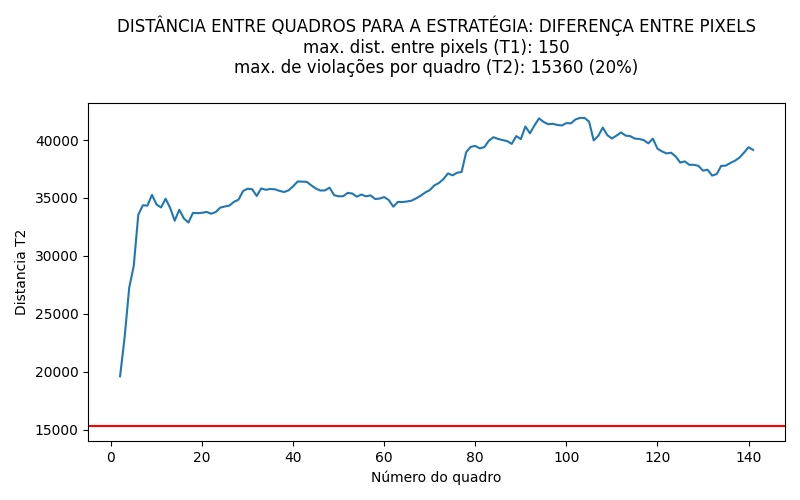 DISTÂNCIA ENTRE QUADROS PARA A ESTRATÉGIA: DIFERENÇA ENTRE PIXELS
max. dist. entre pixels (T1): 150
max. de violações por quadro (T2): 15360 (20%)
Distancia T2
40000
35000
30000
25000
20000
15000
0 20 40 60 80 100 120 140
Número do quadro